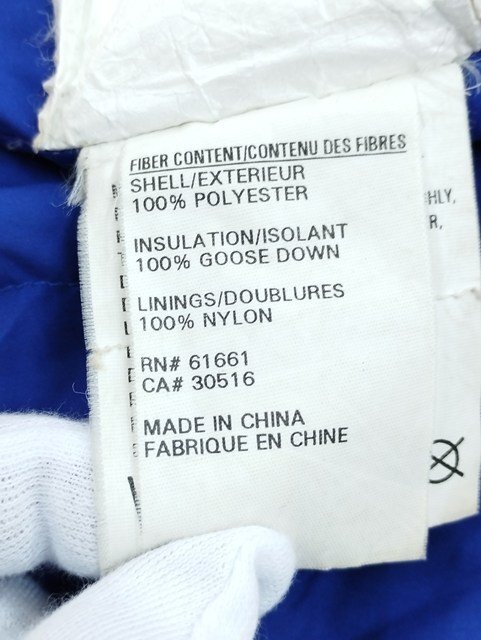 FIBER CONTENT/CONTENU DES FIBRES
SHELL/EXTERIEUR
100% POLYESTER
INSULATION/ISOLANT
100% GOOSE DOWN
LININGS/DOUBLURES
100% NYLON
RN# 61661
CA# 30516
MADE IN CHINA
FABRIQUE EN CHINE